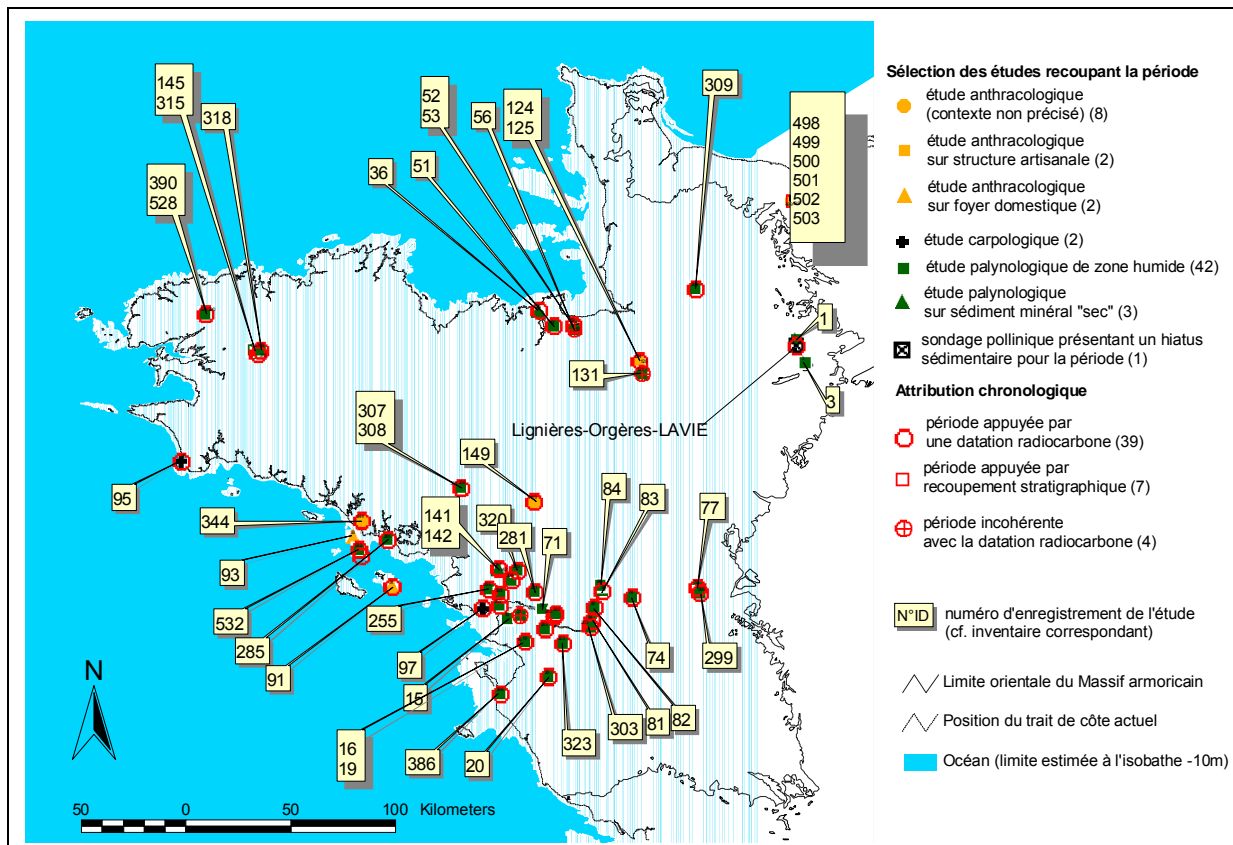 145
315
318
390
528
36
51
52
53
56
124
125
309
498
499
500
501
502
503
131
1
3
Lignières-Orgères-LAVIE
307
308
149
95
344
141
142
320
281
71
84
83
77
93
532
285
91
255
97
15
16
19
386
20
323
303
81
82
74
299
N
50 0 50 100 Kilometers
Sélection des études recoupant la période
étude anthracologique
(contexte non précisé) (8)
étude anthracologique
sur structure artisanale (2)
étude anthracologique
sur foyer domestique (2)
étude carpologique (2)
étude palynologique de zone humide (42)
étude palynologique
sur sédiment minéral "sec" (3)
sondage pollinique présentant un hiatus
sédimentaire pour la période (1)
Attribution chronologique
période appuyée par
une datation radiocarbone (39)
période appuyée par
recoupement stratigraphique (7)
période incohérente
avec la datation radiocarbone (4)
N°ID numéro d'enregistrement de l'étude
(cf. inventaire correspondant)
Limite orientale du Massif armoricain
Position du trait de côte actuel
Océan (limite estimée à l'isobathe -10m)